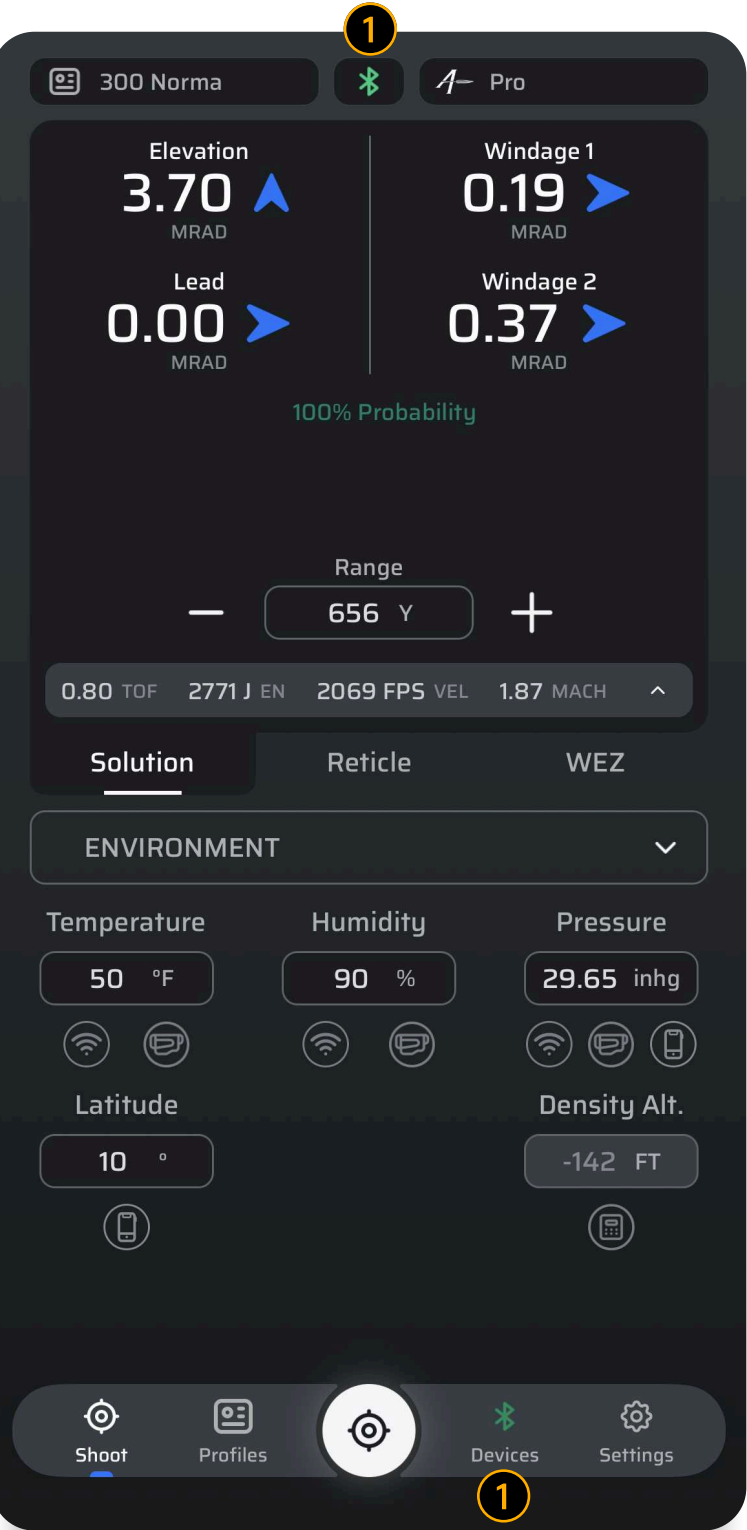 1
300 Norma
Pro
Elevation
Windage 1
3.70
0.19
MRAD
MRAD
Lead
Windage 2
0.00
0.37
MRAD
MRAD
100% Probability
Range
656 Y
0.80 TOF 2771 J EN 2069 FPS VEL 1.87 MACH
Solution Reticle WEZ
ENVIRONMENT
Temperature Humidity Pressure
50 °F 90 % 29.65 inhg
Latitude Density Alt.
10 ° -142 FT
Shoot Profiles Devices Settings
1